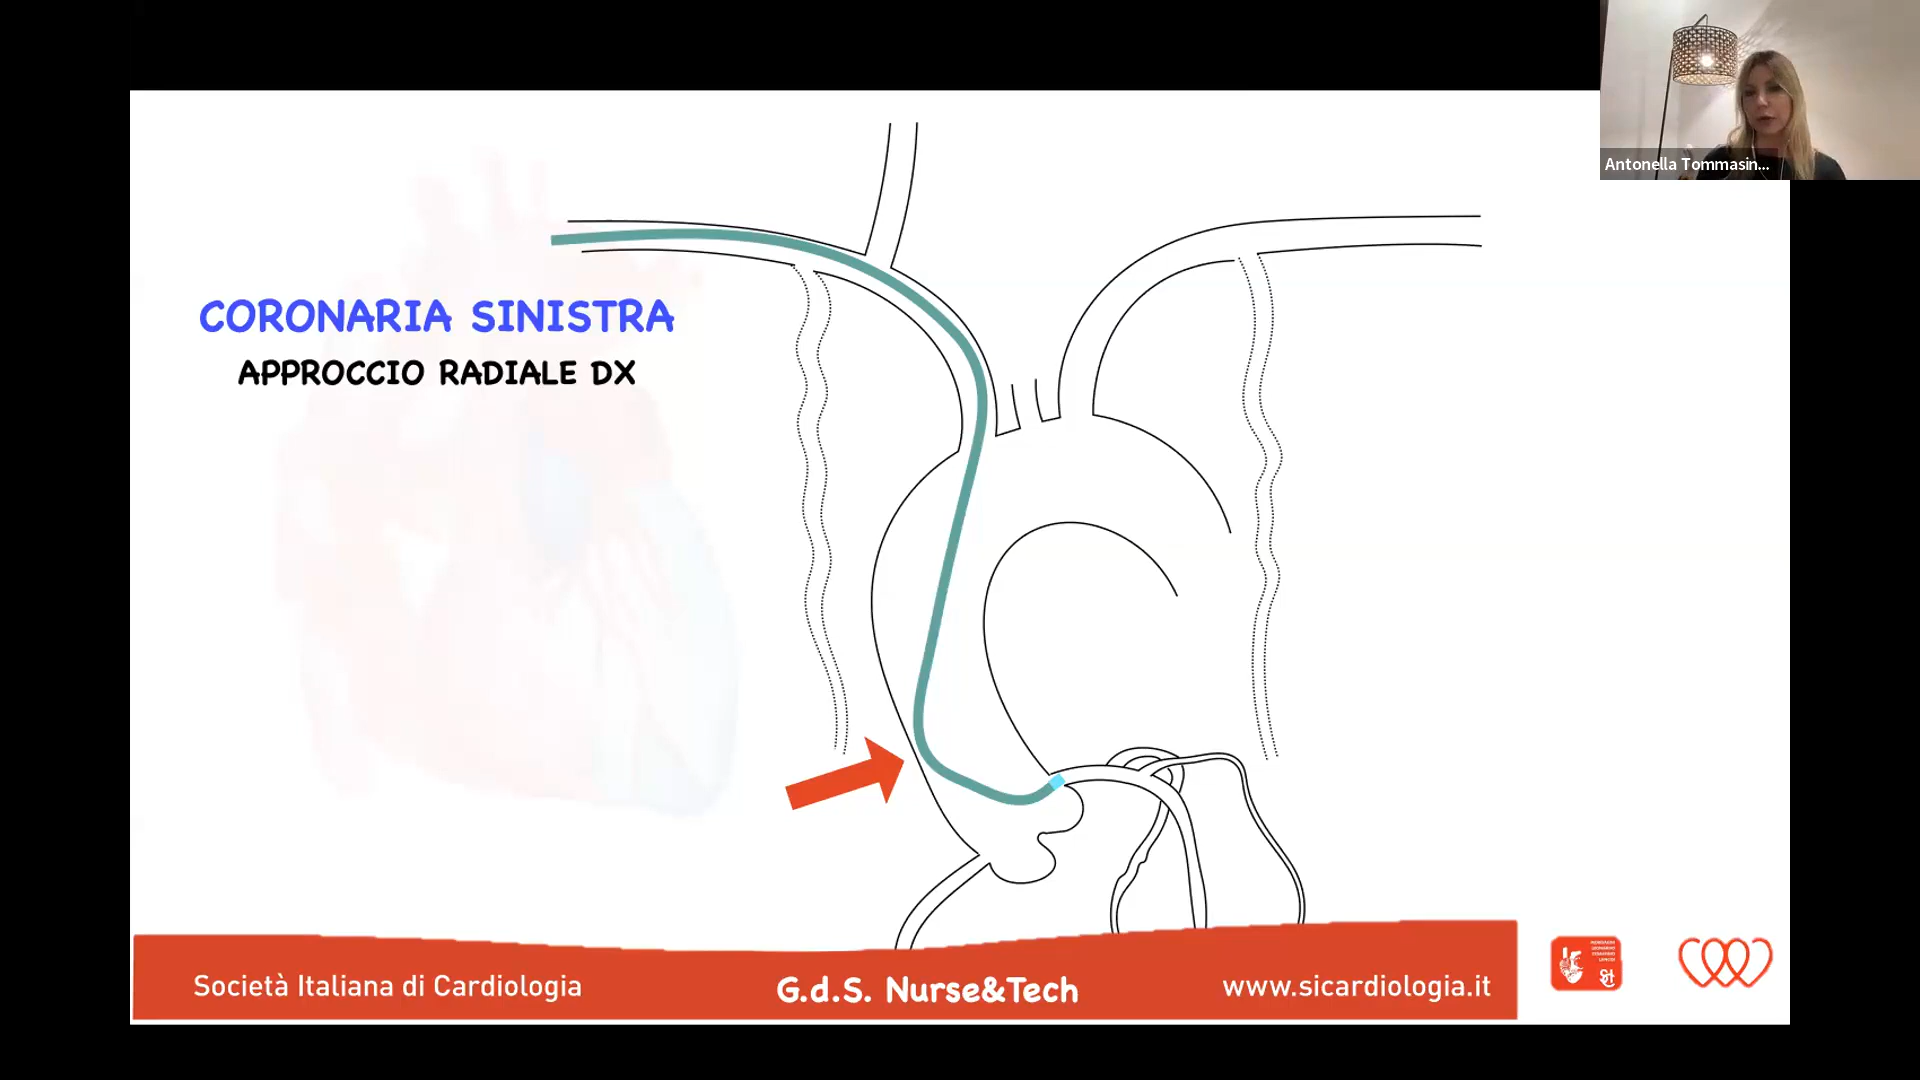 Antonella Tommasin...
CORONARIA SINISTRA
APPROCCIO RADIALE DX
Società Italiana di Cardiologia
G.d.S. Nurse&Tech
www.sicardiologia.it